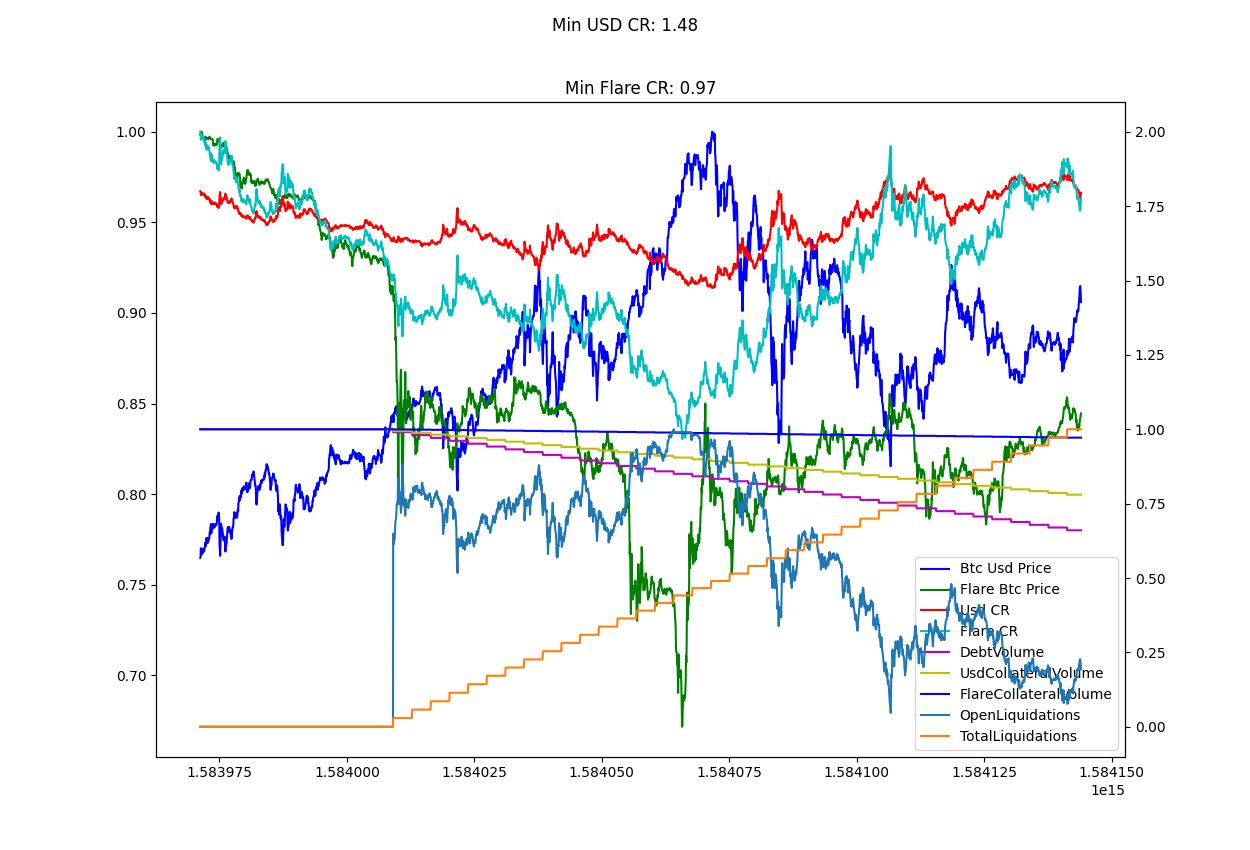 Min USD CR: 1.48
Min Flare CR: 0.97
1.00
0.95
0.90
0.85
0.80
0.75
0.70
2.00
1.75
1.50
1.25
1.00
0.75
0.50
0.25
0.00
Btc Usd Price
Flare Btc Price
Usd CR
Flare CR
DebtVolume
UsdCollateralVolume
FlareCollateralVolume
OpenLiquidations
TotalLiquidations
1.583975 1.584000 1.584025 1.584050 1.584075 1.584100 1.584125 1.584150
1e15